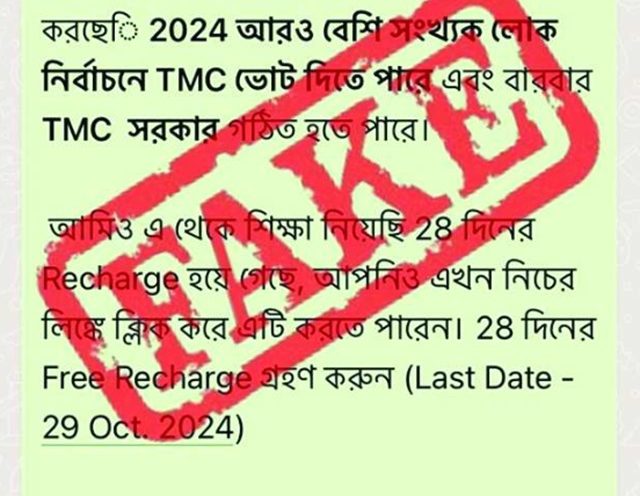 করছেি 2024 আরও বেশি সংখ্যক লোক
নির্বাচনে TMC ভোট দিতে পারে এবং বারবার
TMC সরকার গঠিত হতে পারে।
আমিও এ থেকে শিক্ষা নিয়েছি 28 দিনের
Recharge হয়ে গেছে, আপনিও এখন নিচের
লিঙ্কে ক্লিক করে এটি করতে পারেন। 28 দিনের
Free Recharge গ্রহণ করুন (Last Date -
29 Oct. 2024)
FAKE